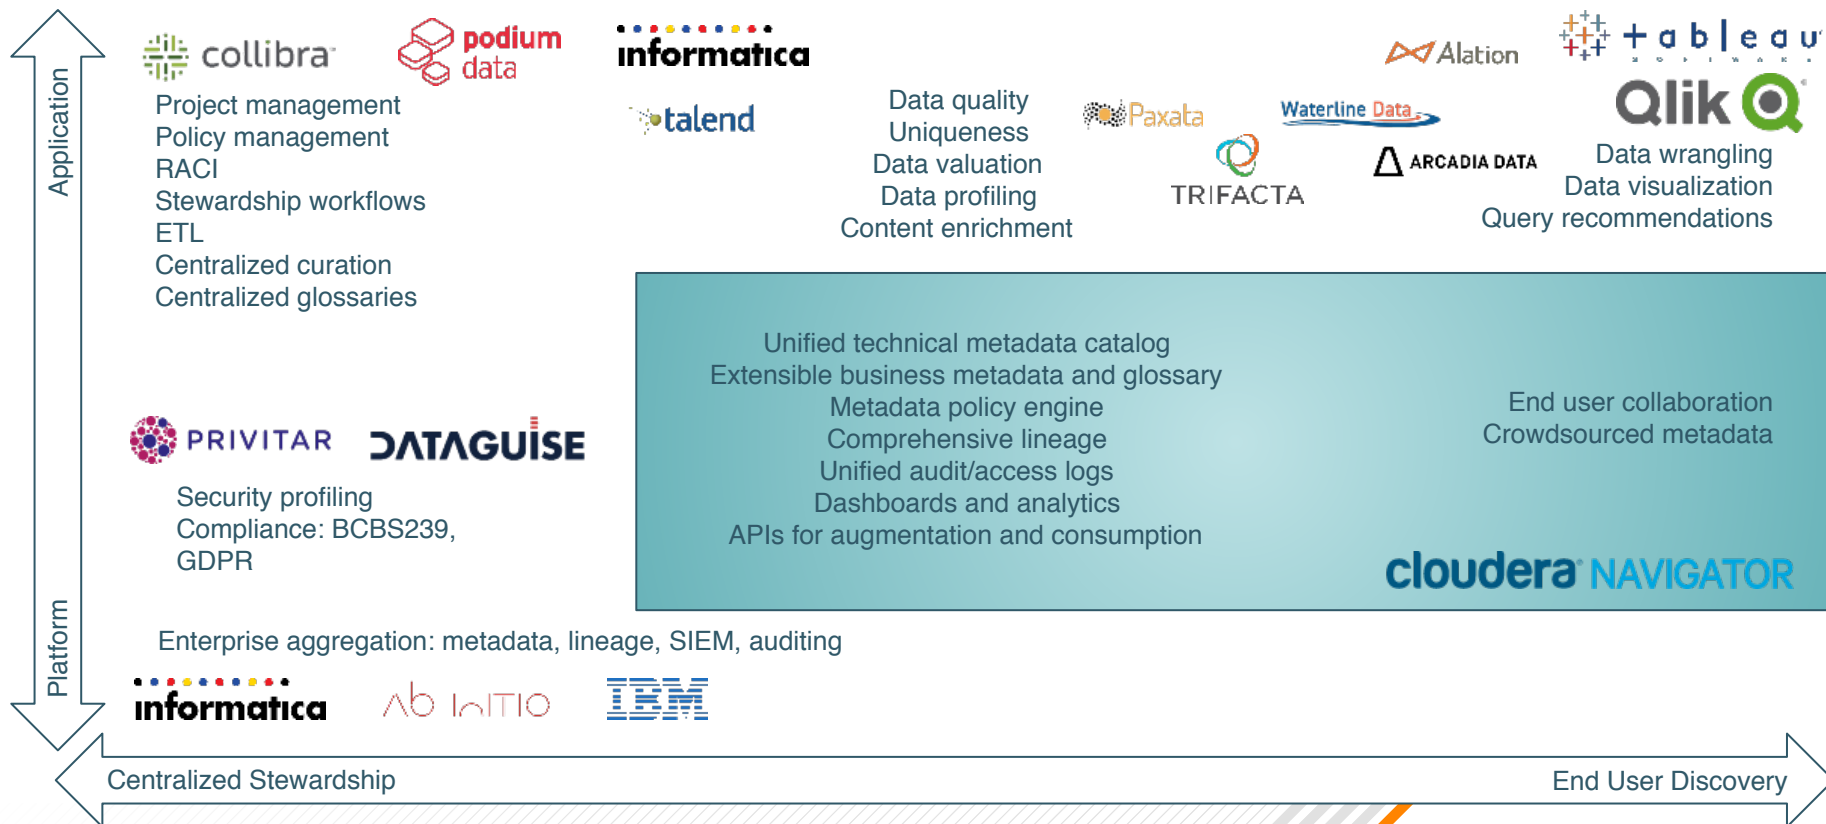 Application
Platform
collibra
podium
data
informatica
talend
Alation
+ableau
SOFTWARE
Qlik
Project management
Policy management
RACI
Stewardship workflows
ETL
Centralized curation
Centralized glossaries
Data quality
Uniqueness
Data valuation
Data profiling
Content enrichment
Paxata
Waterline Data
TRIFACTA
ARCADIA DATA
Data wrangling
Data visualization
Query recommendations
Unified technical metadata catalog
Extensible business metadata and glossary
Metadata policy engine
Comprehensive lineage
Unified audit/access logs
Dashboards and analytics
APIs for augmentation and consumption
End user collaboration
Crowdsourced metadata
cloudera NAVIGATOR
PRIVITAR
DATAGUISE
Security profiling
Compliance: BCBS239,
GDPR
Enterprise aggregation: metadata, lineage, SIEM, auditing
informatica
Ab InITIO
IBM
Centralized Stewardship
End User Discovery